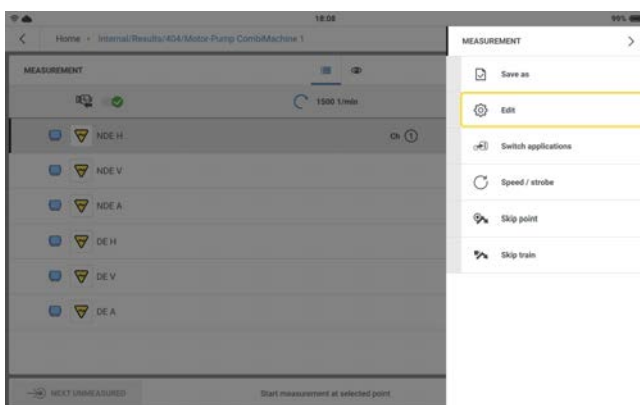 18:08
99%
Home • Internal/Results/404/Motor-Pump CombiMachine 1
MEASUREMENT
1500 1/min
NDE H
Ch 1
NDE V
NDE A
DE H
DE V
DE A
NEXT UNMEASURED
Start measurement at selected point
MEASUREMENT
Save as
Edit
Switch applications
Speed / strobe
Skip point
Skip train